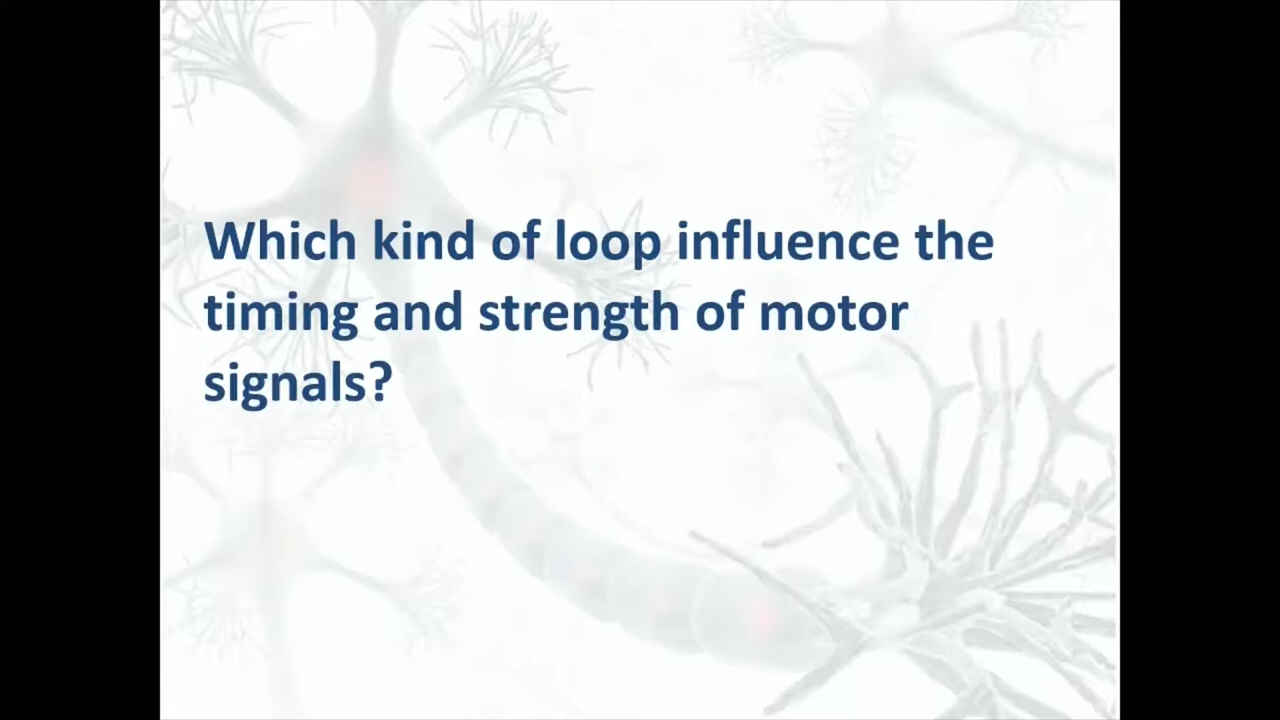 Which kind of loop influence the
timing and strength of motor
signals?